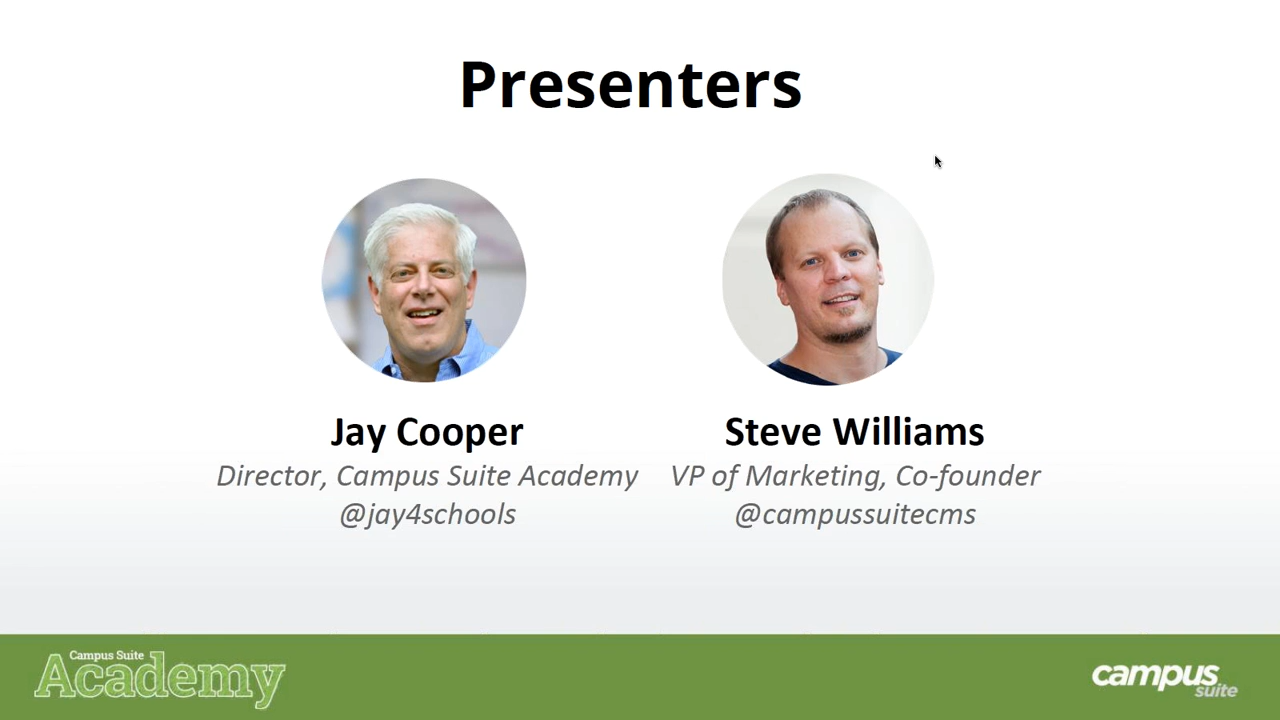 Presenters
Jay Cooper
Director, Campus Suite Academy
@jay4schools
Steve Williams
VP of Marketing, Co-founder
@campussuitecms
Campus Suite
Academy
campus
suite